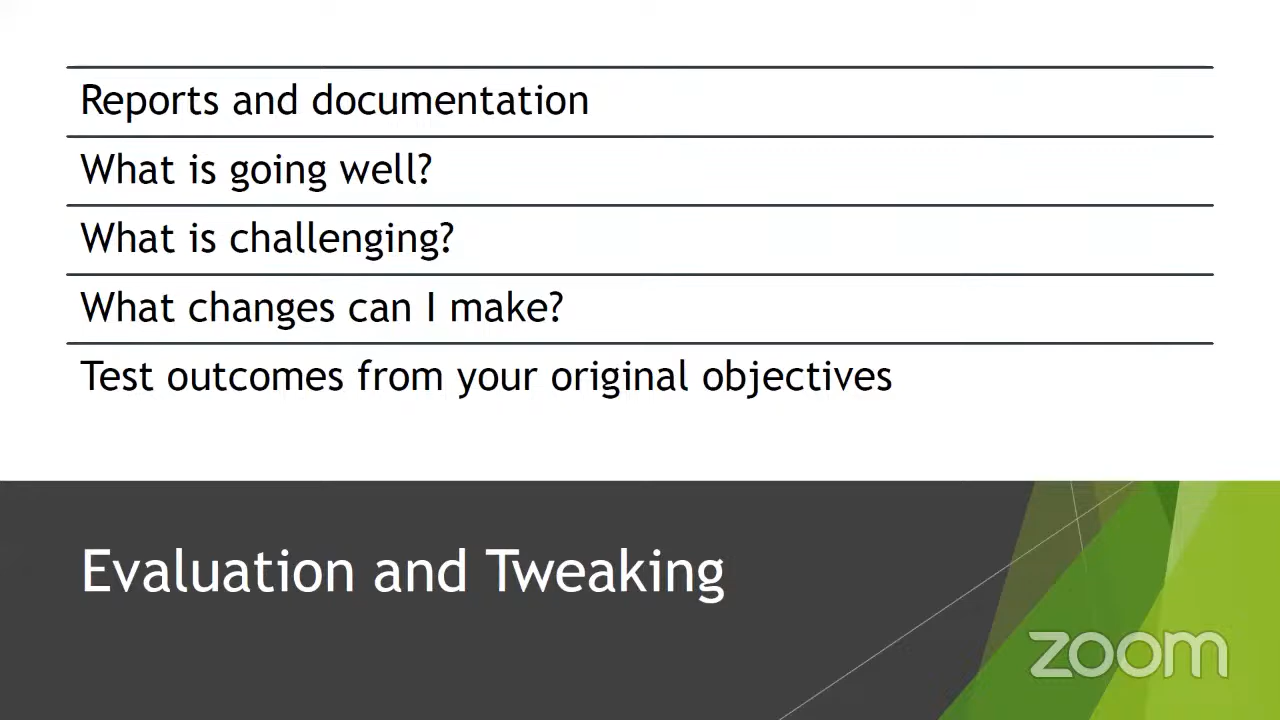 Reports and documentation
What is going well?
What is challenging?
What changes can I make?
Test outcomes from your original objectives
Evaluation and Tweaking
zoom